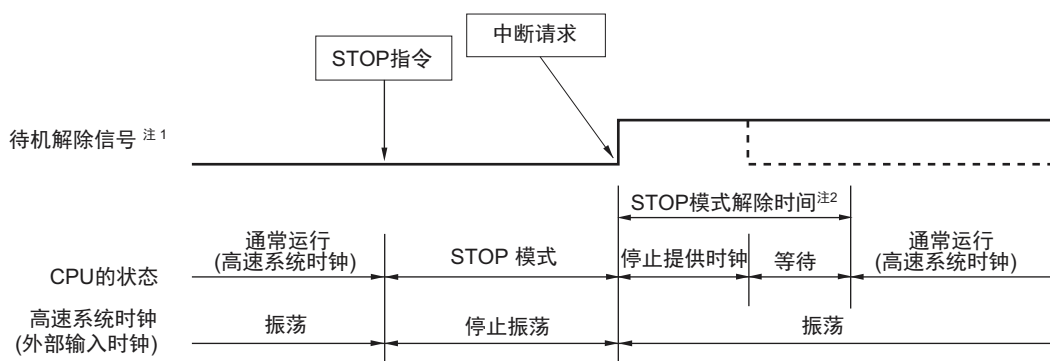 中断请求
STOP指令
待机解除信号 注1
STOP模式解除时间注2
通常运行
(高速系统时钟)
STOP 模式
停止提供时钟
等待
通常运行
(高速系统时钟)
CPU的状态
高速系统时钟
(外部输入时钟)
振荡
停止振荡
振荡